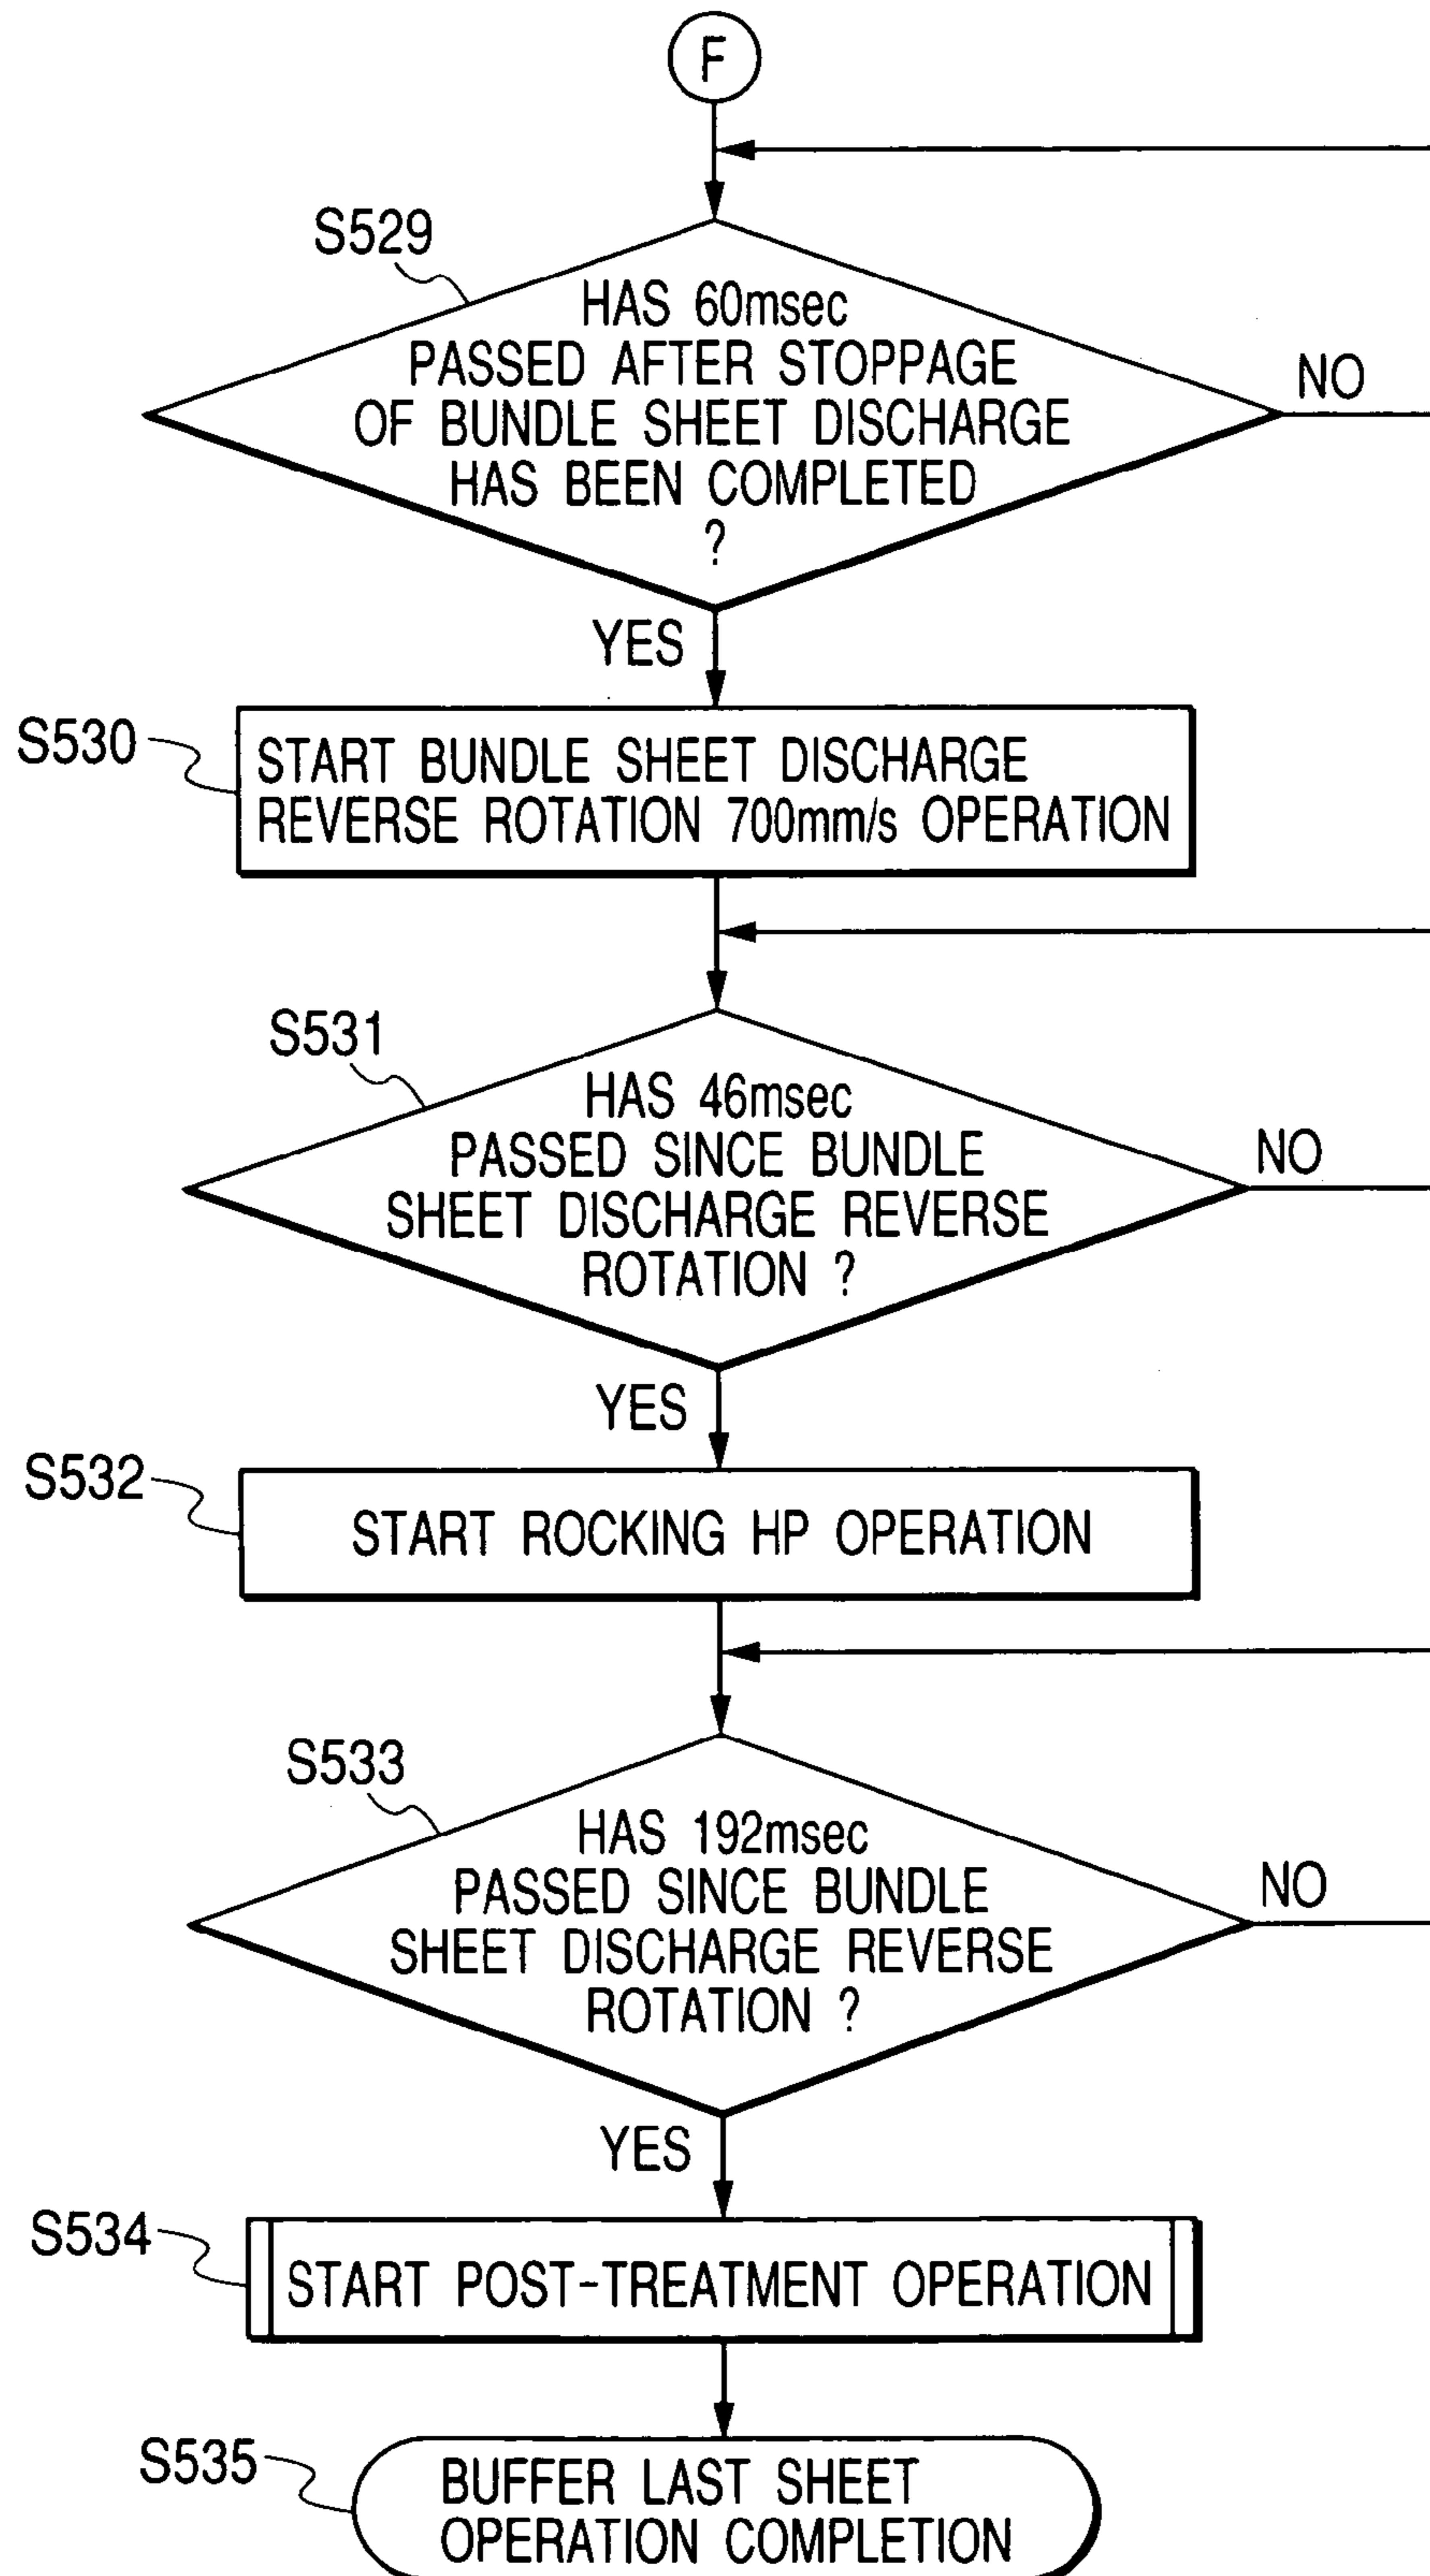 F
S529
HAS 60msec
PASSED AFTER STOPPAGE
OF BUNDLE SHEET DISCHARGE
HAS BEEN COMPLETED
?
NO
YES
S530
START BUNDLE SHEET DISCHARGE
REVERSE ROTATION 700mm/s OPERATION
S531
HAS 46msec
PASSED SINCE BUNDLE
SHEET DISCHARGE REVERSE
ROTATION ?
NO
YES
S532
START ROCKING HP OPERATION
S533
HAS 192msec
PASSED SINCE BUNDLE
SHEET DISCHARGE REVERSE
ROTATION ?
NO
YES
S534
START POST-TREATMENT OPERATION
S535
BUFFER LAST SHEET
OPERATION COMPLETION